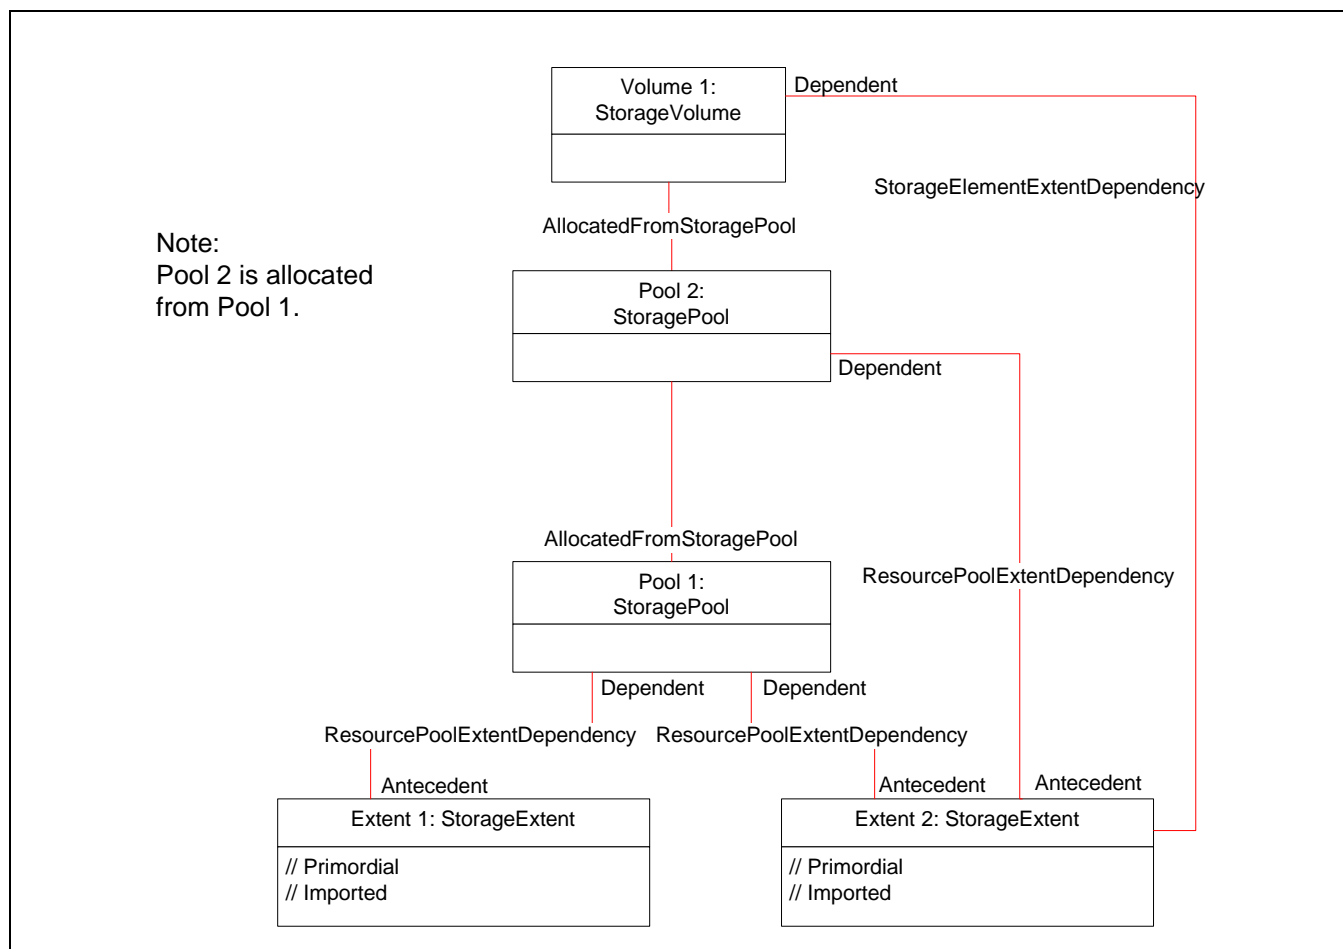 Volume 1:
StorageVolume
Dependent
StorageElementExtentDependency
AllocatedFromStoragePool
Note:
Pool 2 is allocated
from Pool 1.
Pool 2:
StoragePool
Dependent
AllocatedFromStoragePool
ResourcePoolExtentDependency
Pool 1:
StoragePool
Dependent
Dependent
ResourcePoolExtentDependency
ResourcePoolExtentDependency
Antecedent
Antecedent
Antecedent
Extent 1: StorageExtent
// Primordial
// Imported
Extent 2: StorageExtent
// Primordial
// Imported